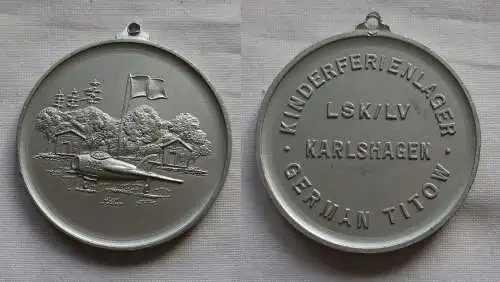 · KINDERFERIENLAGER ·
LSK/LV
KARLSHAGEN
GERMAN TITOW